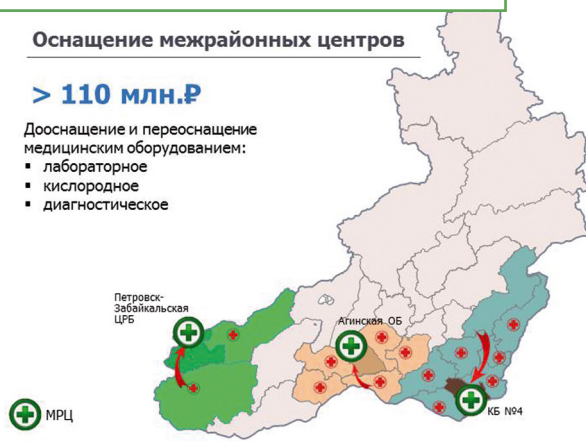 Оснащение межрайонных центров
> 110 млн.₽
Дооснащение и переоснащение
медицинским оборудованием:
▪ лабораторное
▪ кислородное
▪ диагностическое
Петровск-
Забайкальская
ЦРБ
Агинская ОБ
КБ №4
МРЦ